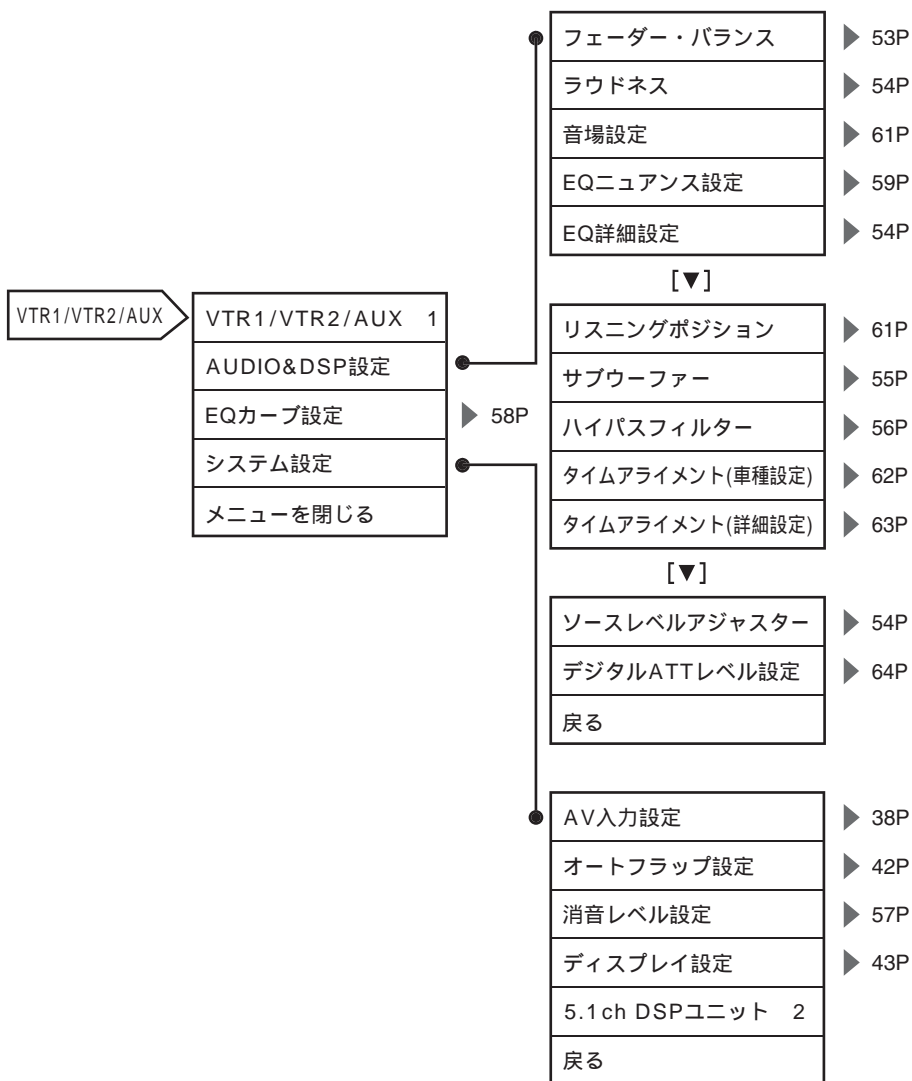 VTR1/VTR2/AUX
VTR1/VTR2/AUX 1
AUDIO&DSP設定
EQカーブ設定 ▶ 58P
システム設定
メニューを閉じる
フェーダー・バランス ▶ 53P
ラウドネス ▶ 54P
音場設定 ▶ 61P
EQニュアンス設定 ▶ 59P
EQ詳細設定 ▶ 54P
[▼]
リスニングポジション ▶ 61P
サブウーファー ▶ 55P
ハイパスフィルター ▶ 56P
タイムアライメント(車種設定) ▶ 62P
タイムアライメント(詳細設定) ▶ 63P
[▼]
ソースレベルアジャスター ▶ 54P
デジタルATTレベル設定 ▶ 64P
戻る
AV入力設定 ▶ 38P
オートフラップ設定 ▶ 42P
消音レベル設定 ▶ 57P
ディスプレイ設定 ▶ 43P
5.1ch DSPユニット 2
戻る